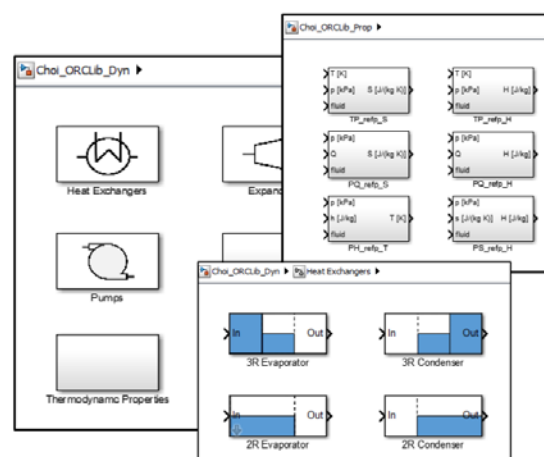 Choi_ORCLib_Prop
Choi_ORCLib_Dyn
T [K]
p [kPa] S [J/(kg K)]
fluid
TP_refp_S
T [K]
p [kPa] H [J/kg]
fluid
TP_refp_H
p [kPa]
Q S [J/(kg K)]
fluid
PQ_refp_S
p [kPa]
Q H [J/kg]
fluid
PQ_refp_H
p [kPa]
h [J/kg] T [K]
fluid
PH_refp_T
p [kPa]
s [J/(kg K)] H [J/kg]
fluid
PS_refp_H
Heat Exchangers
Expan
Pumps
Thermodynamc Properties
Choi_ORCLib_Dyn Heat Exchangers
In Out
3R Evaporator
In Out
3R Condenser
In Out
2R Evaporator
In Out
2R Condenser